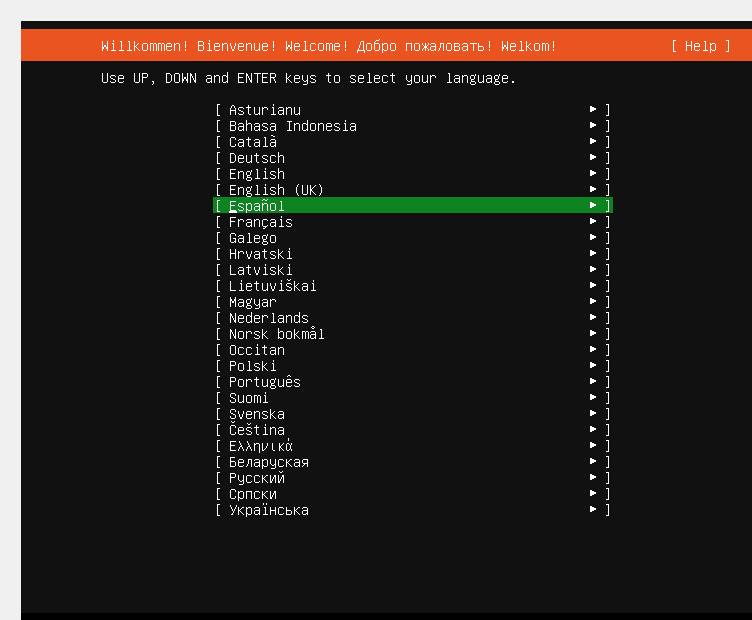 Willkommen! Bienvenue! Welcome! Добро пожаловать! Welkom! [ Help ]
Use UP, DOWN and ENTER keys to select your language.
[ Asturianu ► ]
[ Bahasa Indonesia ► ]
[ Català ► ]
[ Deutsch ► ]
[ English ► ]
[ English (UK) ► ]
[ Español ► ]
[ Français ► ]
[ Galego ► ]
[ Hrvatski ► ]
[ Latviski ► ]
[ Lietuviškai ► ]
[ Magyar ► ]
[ Nederlands ► ]
[ Norsk bokmål ► ]
[ Occitan ► ]
[ Polski ► ]
[ Português ► ]
[ Suomi ► ]
[ Svenska ► ]
[ Čeština ► ]
[ Ελληνικά ► ]
[ Беларуская ► ]
[ Русский ► ]
[ Српски ► ]
[ Українська ► ]